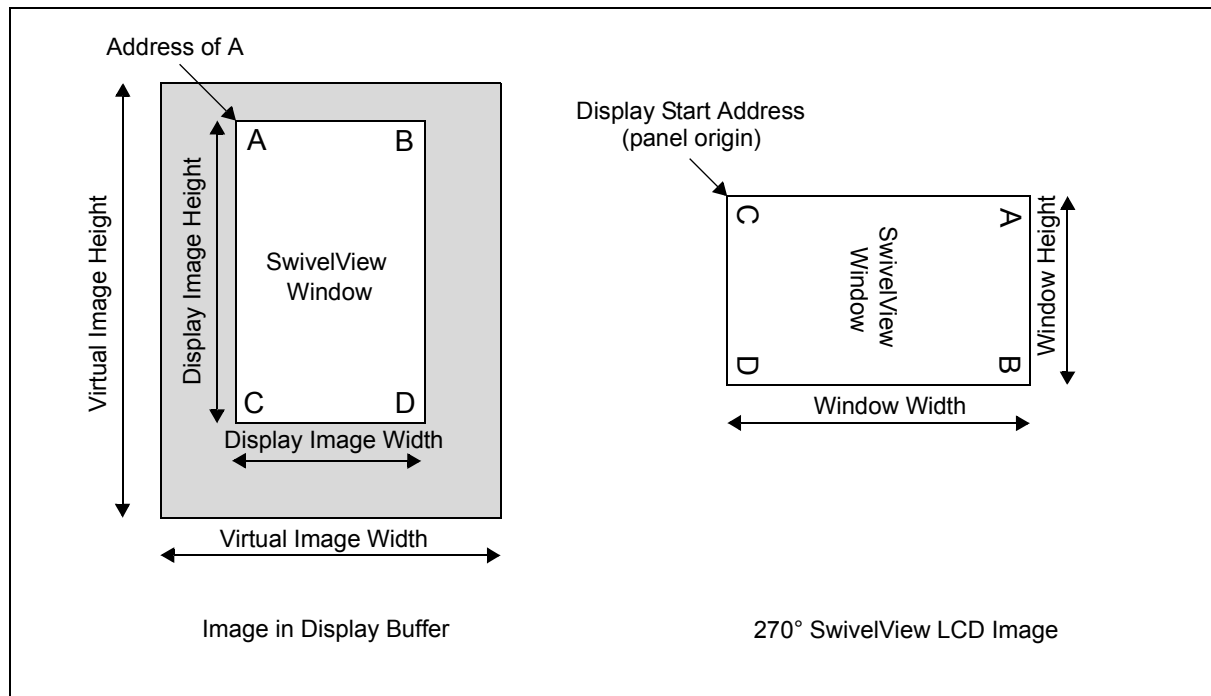 Address of A
Virtual Image Height
Display Image Height
A
B
SwivelView
Window
C
D
Display Image Width
Virtual Image Width
Image in Display Buffer
Display Start Address
(panel origin)
C
A
SwivelView
Window
Window Height
D
B
Window Width
270° SwivelView LCD Image